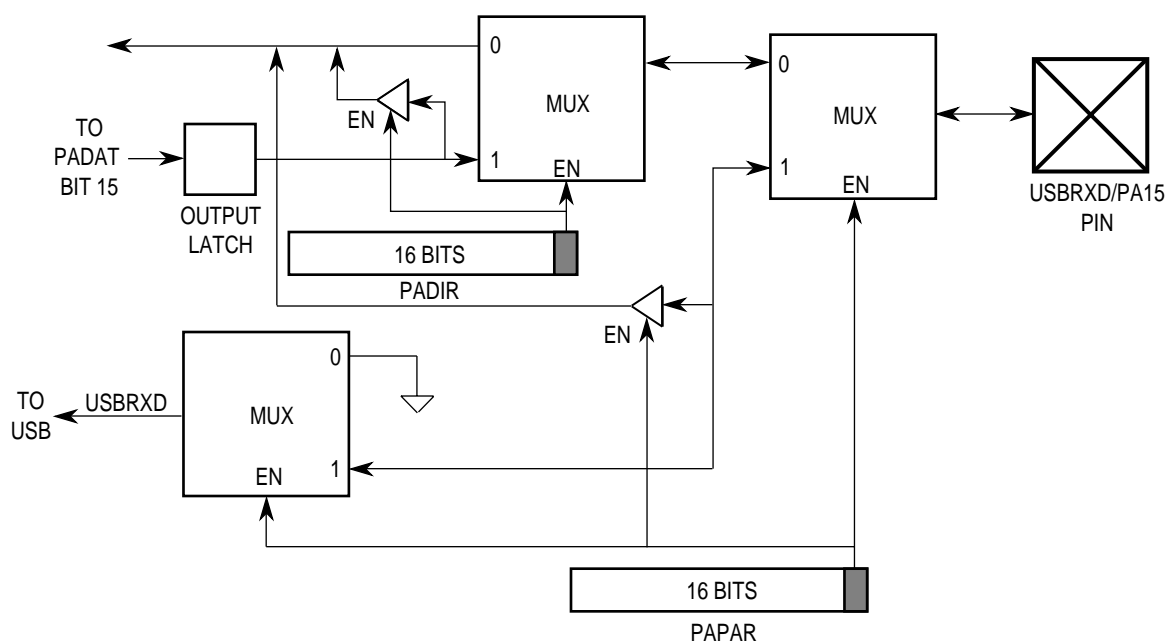 0
MUX
1
EN
EN
TO
PADAT
BIT 15
OUTPUT
LATCH
16 BITS
PADIR
0
MUX
1
EN
USBRXD/PA15
PIN
EN
0
MUX
EN
1
TO
USB
USBRXD
16 BITS
PAPAR